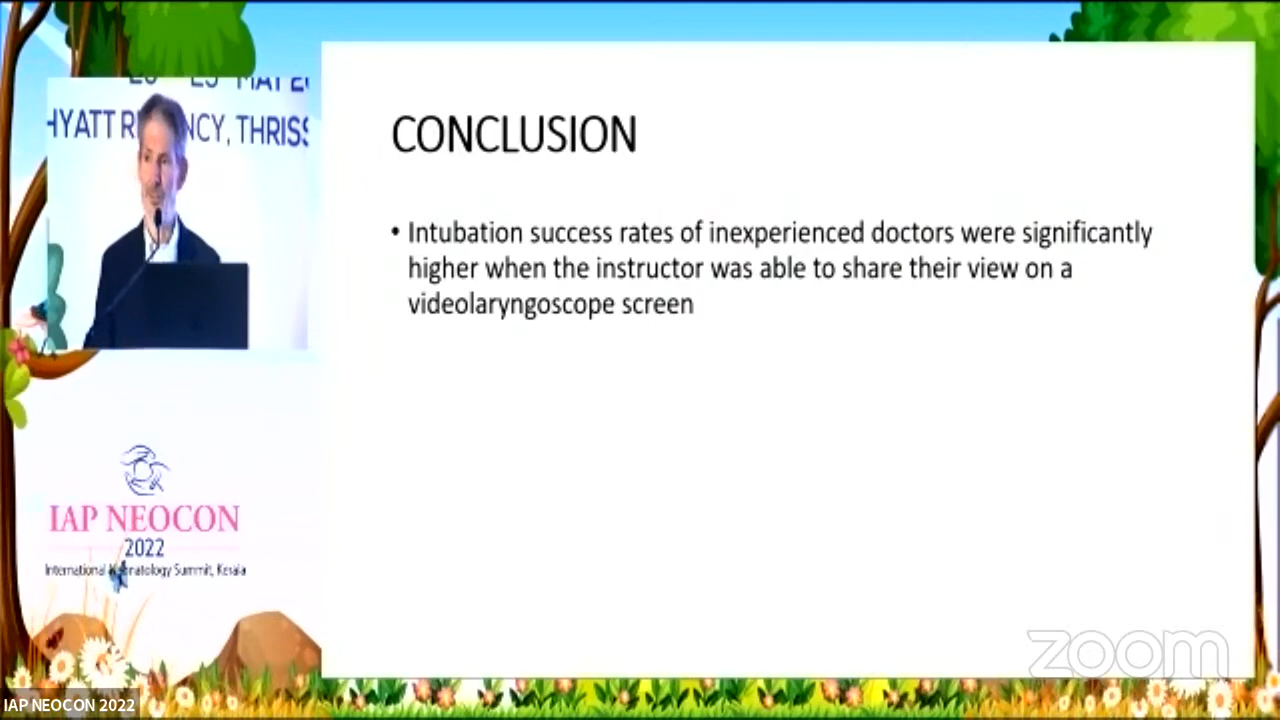 HYATT R NCY, THRISS
CONCLUSION
• Intubation success rates of inexperienced doctors were significantly
higher when the instructor was able to share their view on a
videolaryngoscope screen
IAP NEOCON
2022
International Neonatology Summit, Kerala
zoom
IAP NEOCON 2022